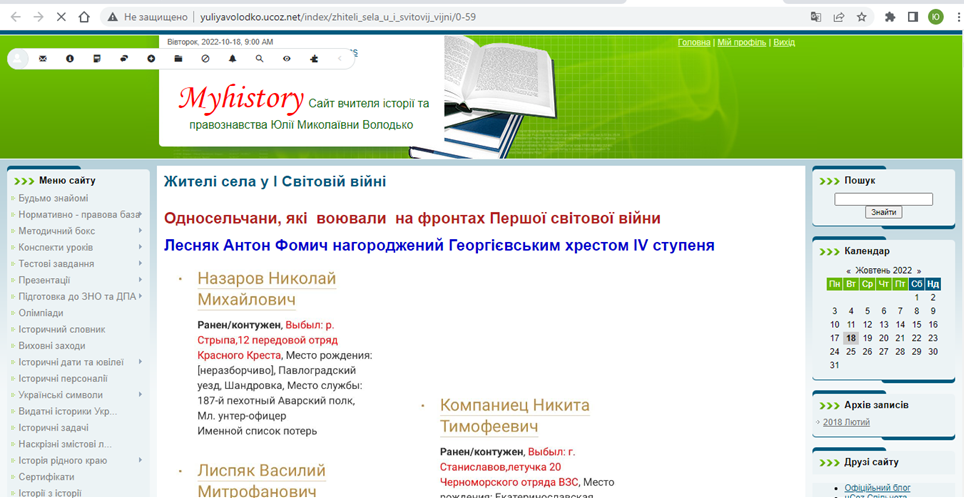 Не защищено | yuliyavolodko.ucoz.net/index/zhiteli_sela_u_i_svitovij_vijni/0-59
Ю
Вівторок, 2022-10-18, 9:00 AM
Головна | Мій профіль | Вихід
Myhistory Сайт вчителя історії та
правознавства Юлії Миколаївни Володько
Меню сайту
Будьмо знайомі
Нормативно - правова база
Методичний бокс
Конспекти уроків
Тестові завдання
Презентації
Підготовка до ЗНО та ДПА
Олімпіади
Історичний словник
Виховні заходи
Історичні дати та ювілеї
Історичні персоналії
Українські символи
Видатні історики Укр...
Історичні задачі
Наскрізні змістові л...
Історія рідного краю
Сертифікати
Історії з історії
Жителі села у І Світовій війні
Односельчани, які воювали на фронтах Першої світової війни
Лесняк Антон Фомич нагороджений Георгієвським хрестом IV ступеня
Назаров Николай
Михайлович
Ранен/контужен, Выбыл: р.
Стрыпа,12 передовой отряд
Красного Креста, Место рождения:
[неразборчиво], Павлоградский
уезд, Шандровка, Место службы:
187-й пехотный Аварский полк,
Мл. унтер-офицер
Именной список потерь
Лиспяк Василий
Митрофанович
Компаниец Никита
Тимофеевич
Ранен/контужен, Выбыл: г.
Станиславов,летучка 20
Черноморского отряда ВЗС, Место
рождения: Екатеринославская
Пошук
Знайти
Календар
« Жовтень 2022 »
Пн Вт Ср Чт Пт Сб Нд
1 2
3 4 5 6 7 8 9
10 11 12 13 14 15 16
17 18 19 20 21 22 23
24 25 26 27 28 29 30
31
Архів записів
2018 Лютий
Друзі сайту
Офіційний блог
uCoz Спільнота